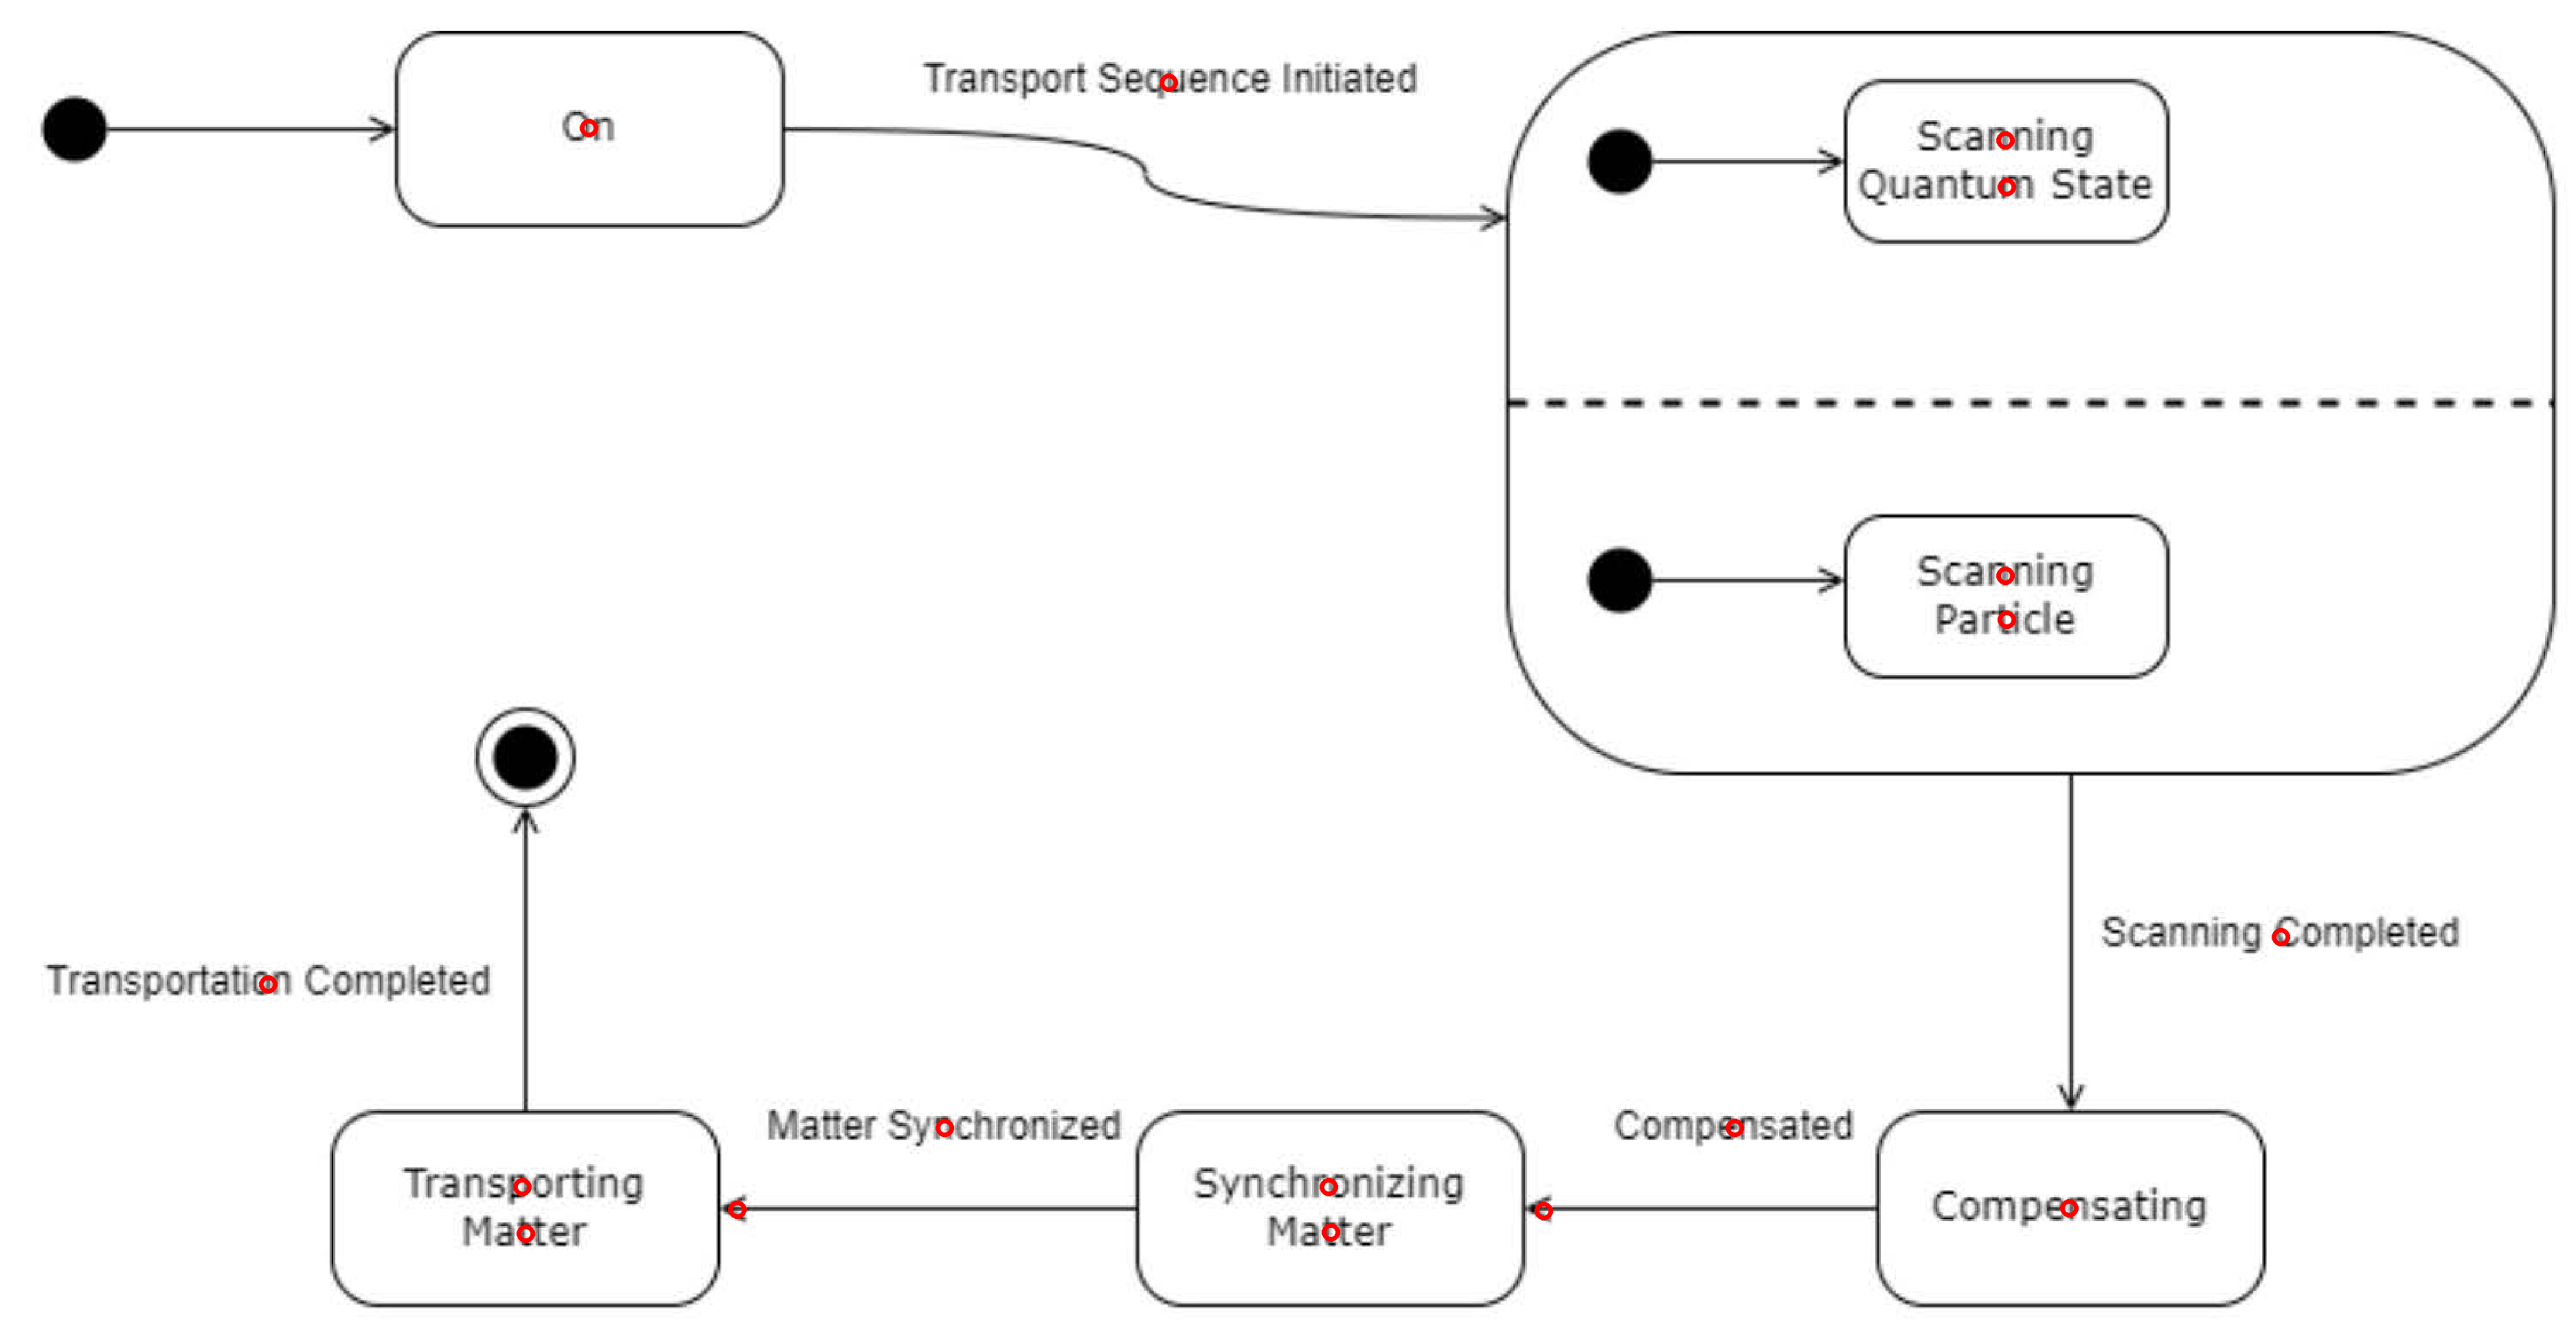 On
Transport Sequence Initiated
Scanning
Quantum State
Scanning
Particle
Scanning Completed
Transportation Completed
Matter Synchronized
Compensated
Transporting
Matter
Synchronizing
Matter
Compensating